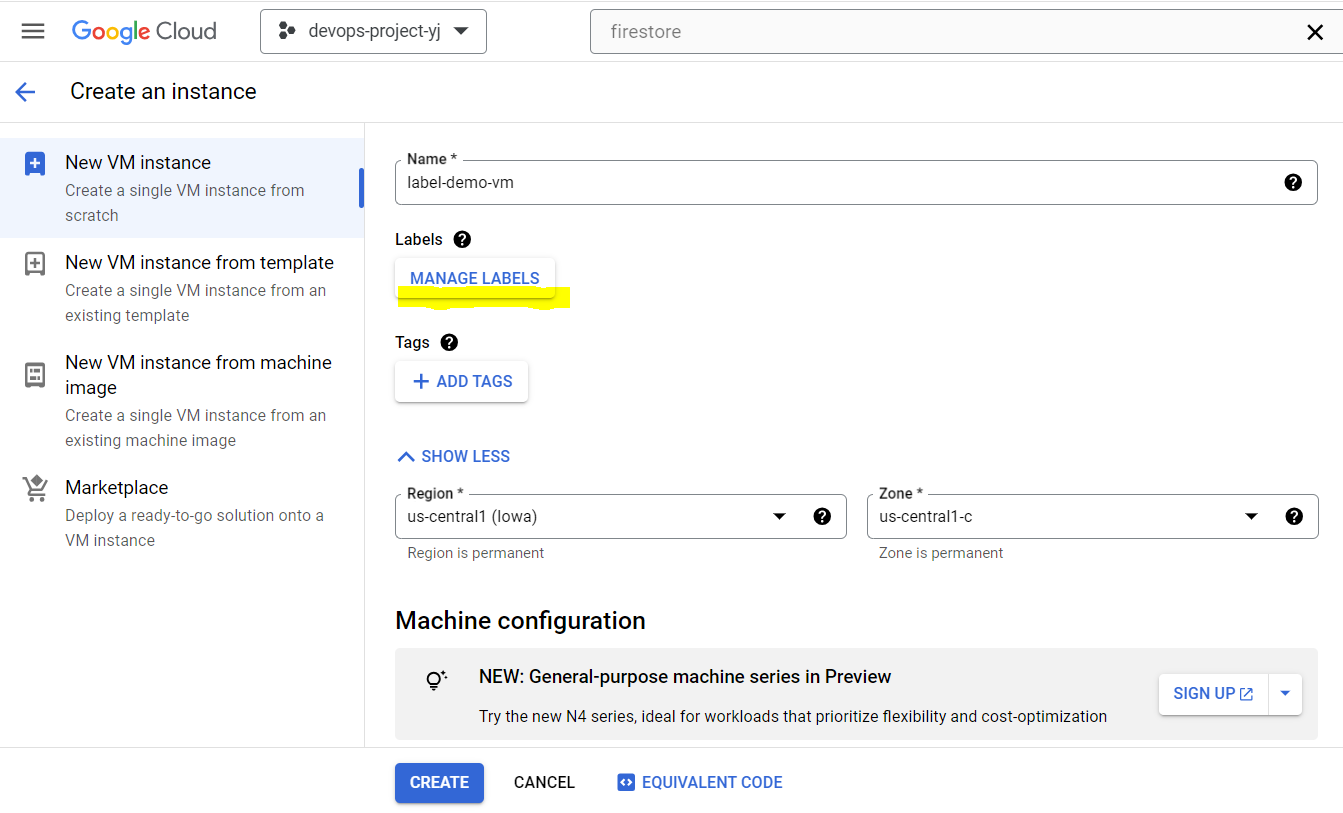 Google Cloud
devops-project-yj
firestore
Create an instance
New VM instance
Create a single VM instance from
scratch
New VM instance from template
Create a single VM instance from an
existing template
New VM instance from machine
image
Create a single VM instance from an
existing machine image
Marketplace
Deploy a ready-to-go solution onto a
VM instance
Name *
label-demo-vm
Labels
MANAGE LABELS
Tags
ADD TAGS
SHOW LESS
Region *
us-central1 (Iowa)
Region is permanent
Zone *
us-central1-c
Zone is permanent
Machine configuration
NEW: General-purpose machine series in Preview
Try the new N4 series, ideal for workloads that prioritize flexibility and cost-optimization
SIGN UP
CREATE
CANCEL
EQUIVALENT CODE